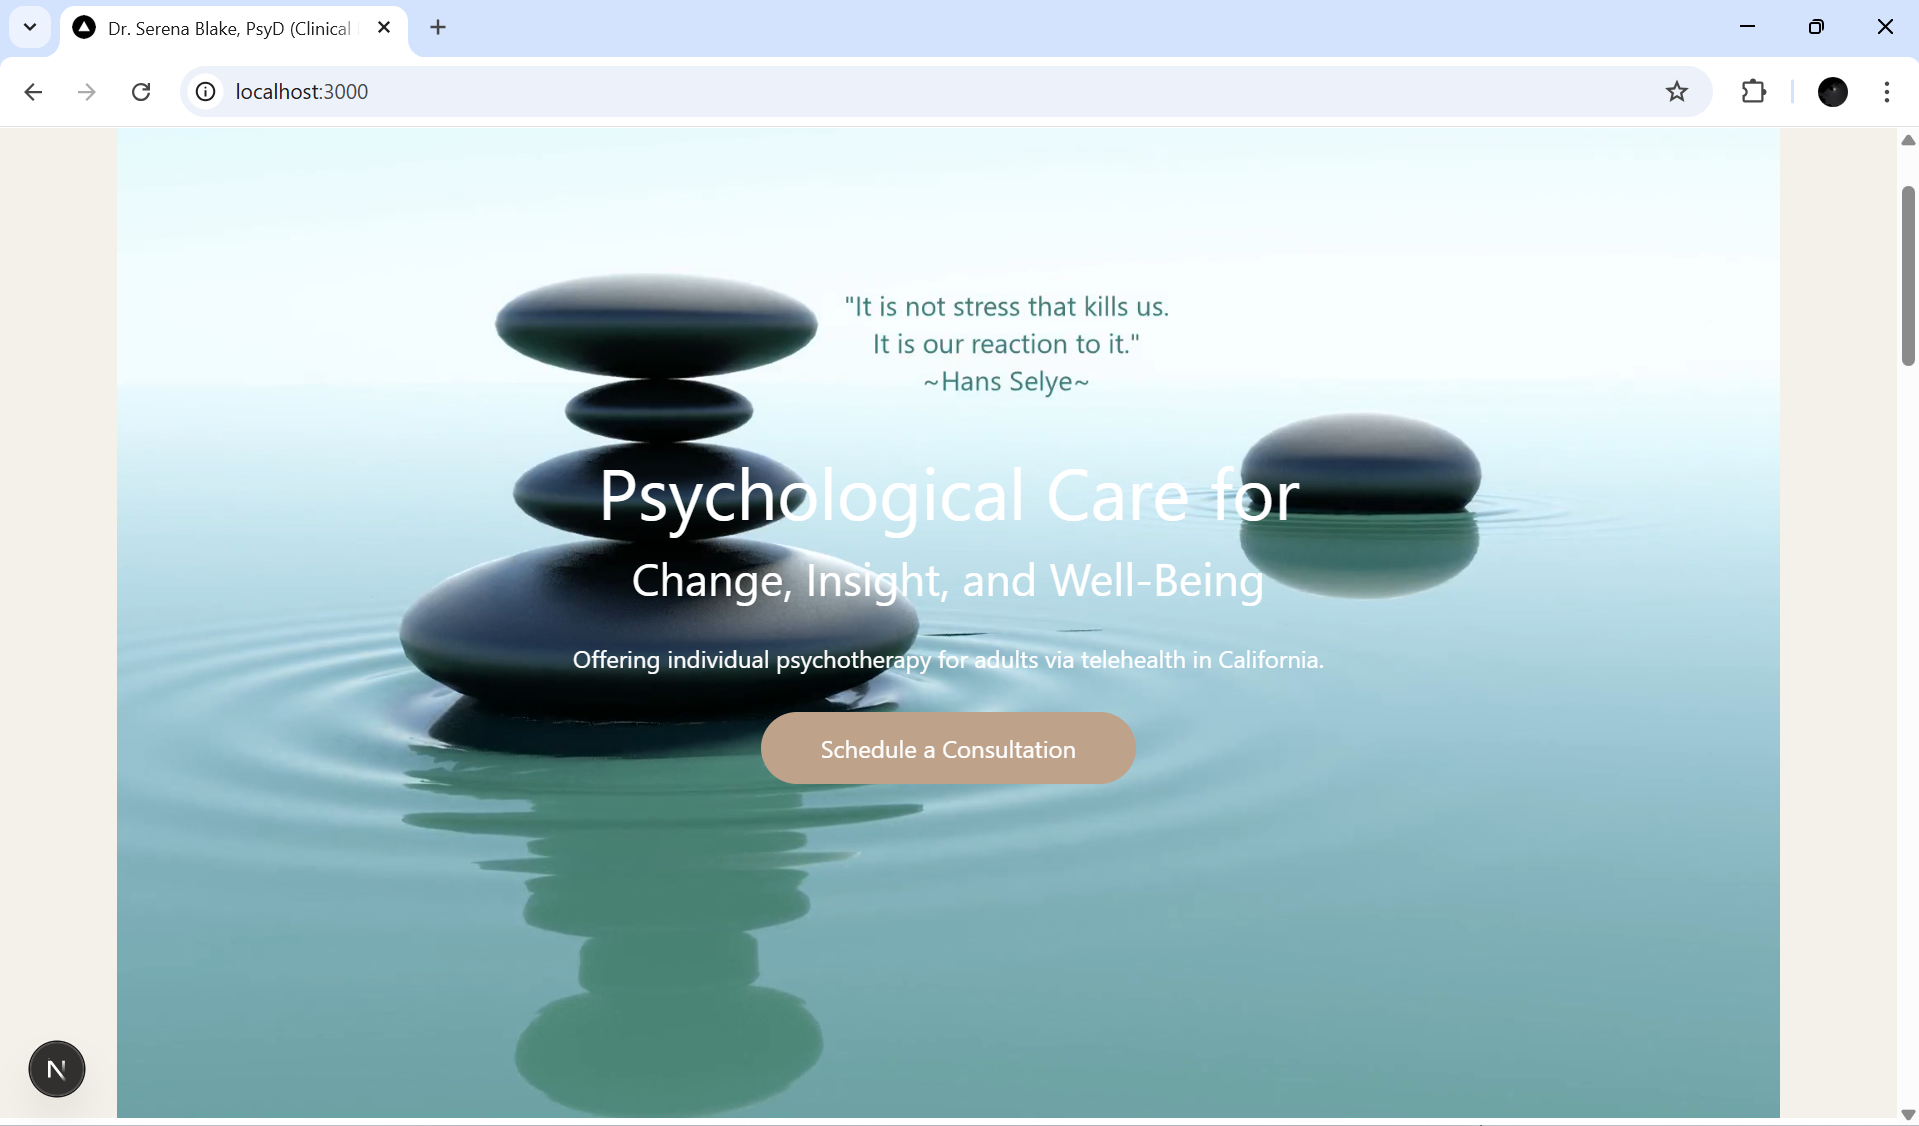 Dr. Serena Blake, PsyD (Clinical
localhost:3000
"It is not stress that kills us.
It is our reaction to it."
~Hans Selye~
Psychological Care for
Change, Insight, and Well-Being
Offering individual psychotherapy for adults via telehealth in California.
Schedule a Consultation
N